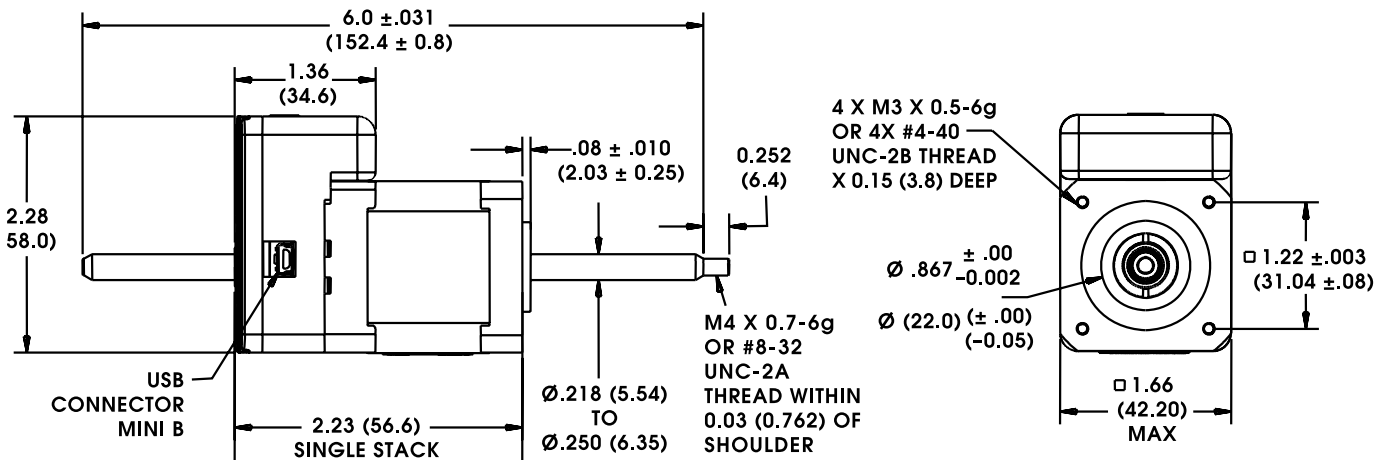 6.0 ±.031
(152.4 ± 0.8)
1.36
(34.6)
.08 ± .010
(2.03 ± 0.25)
0.252
(6.4)
2.28
58.0)
USB
CONNECTOR
MINI B
2.23 (56.6)
SINGLE STACK
Ø.218 (5.54)
TO
Ø.250 (6.35)
M4 X 0.7-6g
OR #8-32
UNC-2A
THREAD WITHIN
0.03 (0.762) OF
SHOULDER
4 X M3 X 0.5-6g
OR 4X #4-40
UNC-2B THREAD
X 0.15 (3.8) DEEP
Ø .867 ± .00
-0.002
Ø (22.0) (± .00)
(-0.05)
□ 1.22 ±.003
(31.04 ±.08)
□ 1.66
(42.20)
MAX